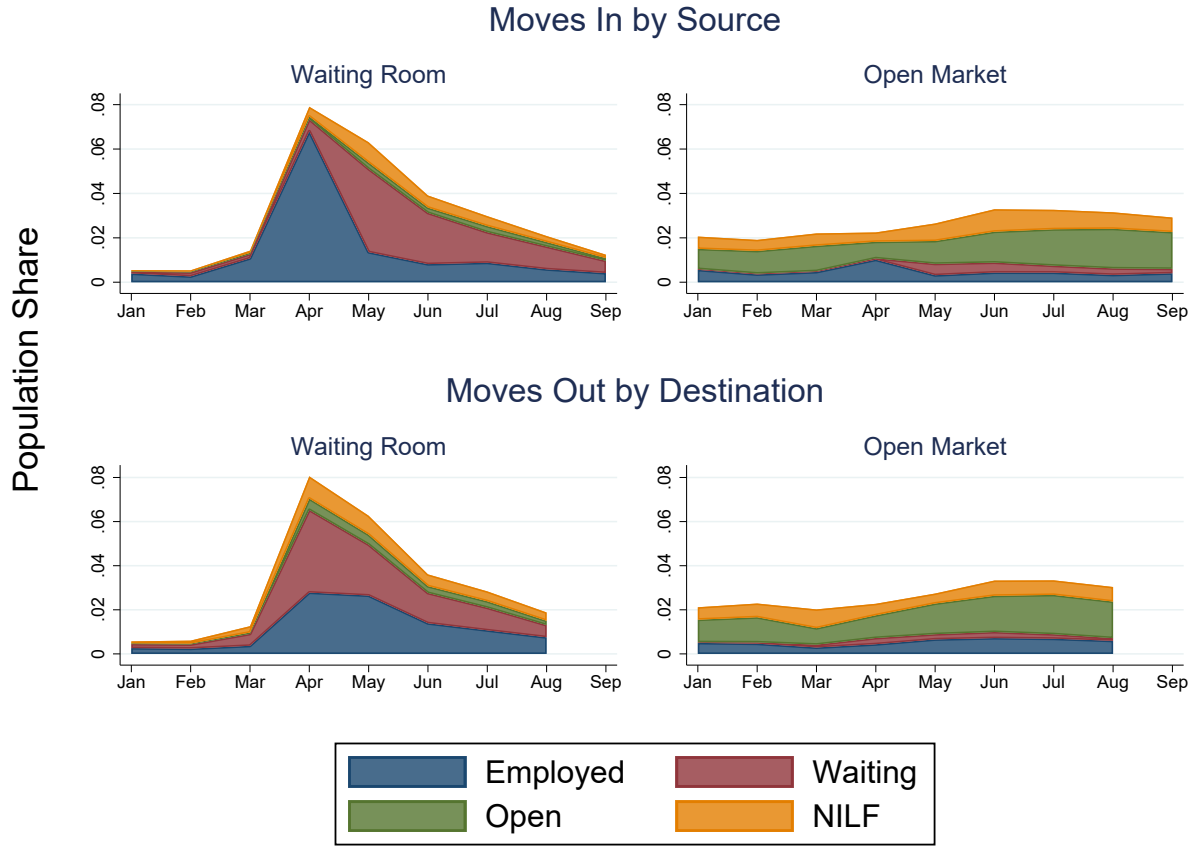 Moves In by Source
Waiting Room
Open Market
.08
.06
.04
.02
0
Jan Feb Mar Apr May Jun Jul Aug Sep
.08
.06
.04
.02
0
Jan Feb Mar Apr May Jun Jul Aug Sep
Population Share
Moves Out by Destination
Waiting Room
Open Market
.08
.06
.04
.02
0
Jan Feb Mar Apr May Jun Jul Aug Sep
.08
.06
.04
.02
0
Jan Feb Mar Apr May Jun Jul Aug Sep
Employed
Waiting
Open
NILF